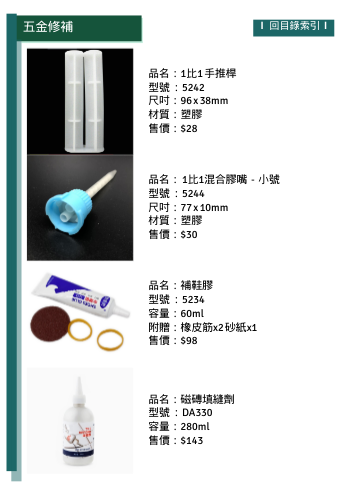 五金修補
回目錄索引
品名：1比1手推桿
型號：5242
尺吋：96x38mm
材質：塑膠
售價：$28
品名：1比1混合膠嘴 - 小號
型號：5244
尺吋：77x10mm
材質：塑膠
售價：$30
品名：補鞋膠
型號：5234
容量：60ml
附贈：橡皮筋x2砂紙x1
售價：$98
品名：磁磚填縫劑
型號：DA330
容量：280ml
售價：$143